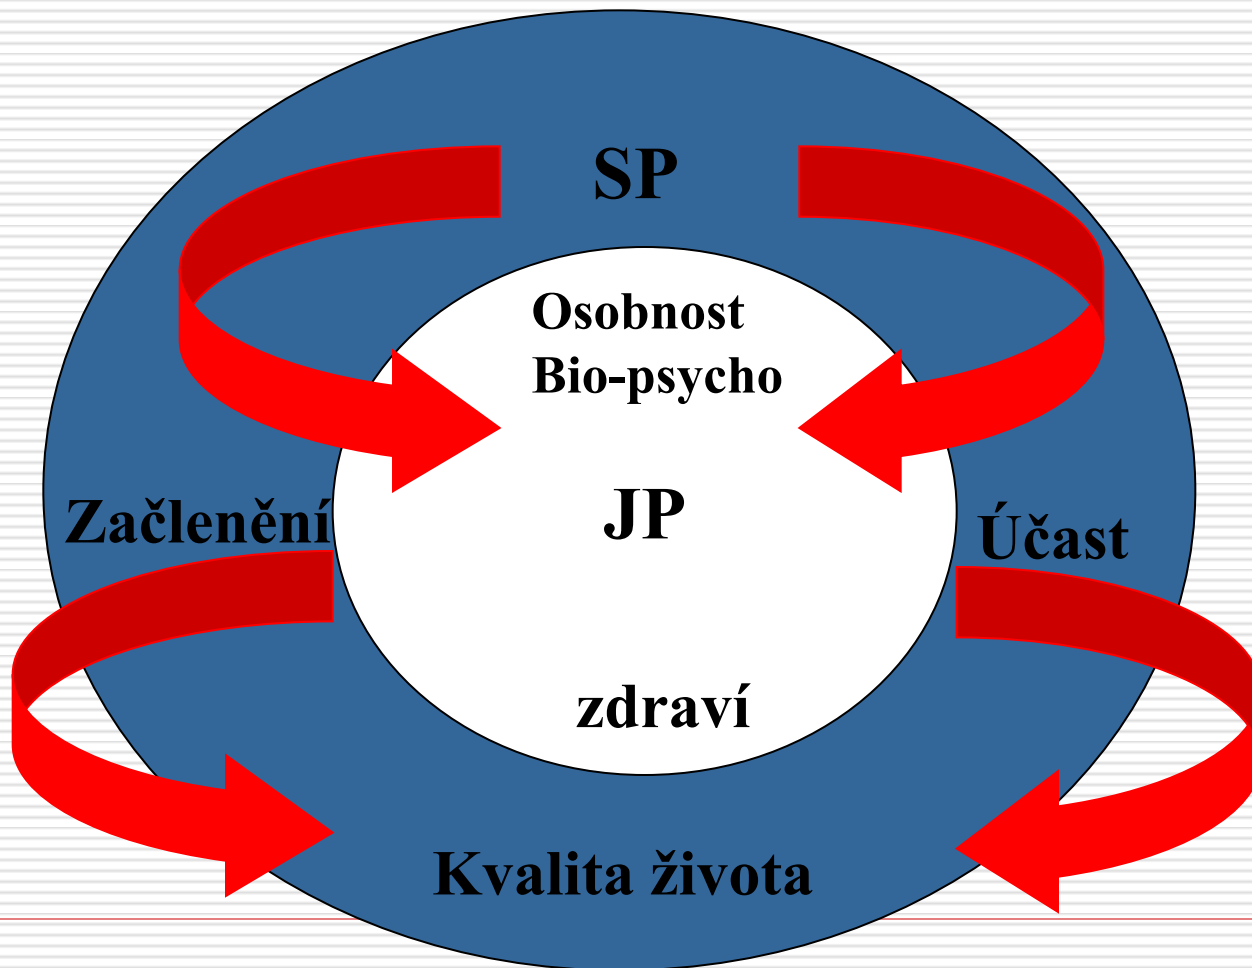 SP
Osobnost
Bio-psycho
JP
Začlenění
Účast
zdraví
Kvalita života